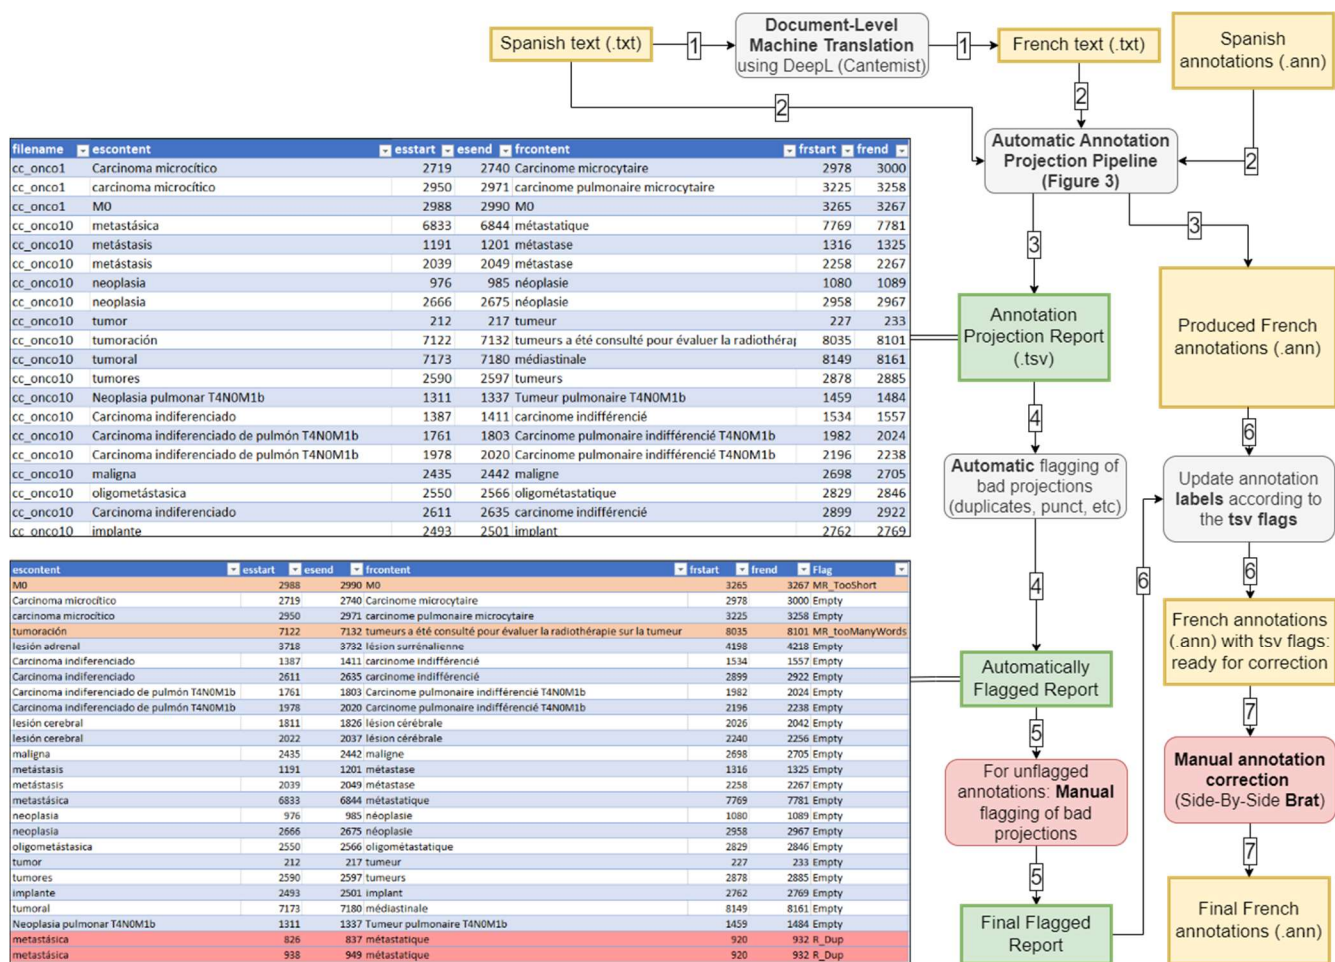 Spanish text (.txt)
1
Document-Level
Machine Translation
using DeepL (Cantemist)
1
French text (.txt)
Spanish
annotations (.ann)
2
2
2
Automatic Annotation
Projection Pipeline
(Figure 3)
3
3
filename escontent esstart esend frcontent frstart frend
cc_onco1 Carcinoma microcítico 2719 2740 Carcinome microcytaire 2978 3000
cc_onco1 carcinoma microcítico 2950 2971 carcinome pulmonaire microcytaire 3225 3258
cc_onco1 M0 2988 2990 M0 3265 3267
cc_onco10 metastásica 6833 6844 métastatique 7769 7781
cc_onco10 metástasis 1191 1201 métastase 1316 1325
cc_onco10 metástasis 2039 2049 métastase 2258 2267
cc_onco10 neoplasia 976 985 néoplasie 1080 1089
cc_onco10 neoplasia 2666 2675 néoplasie 2958 2967
cc_onco10 tumor 212 217 tumeur 227 233
cc_onco10 tumoración 7122 7132 tumeurs a été consulté pour évaluer la radiothéra 8035 8101
cc_onco10 tumoral 7173 7180 médiastinale 8149 8161
cc_onco10 tumores 2590 2597 tumeurs 2878 2885
cc_onco10 Neoplasia pulmonar T4N0M1b 1311 1337 Tumeur pulmonaire T4N0M1b 1459 1484
cc_onco10 Carcinoma indiferenciado 1387 1411 carcinome indifférencié 1534 1557
cc_onco10 Carcinoma indiferenciado de pulmón T4N0M1b 1761 1803 Carcinome pulmonaire indifférencié T4N0M1b 1982 2024
cc_onco10 Carcinoma indiferenciado de pulmón T4N0M1b 1978 2020 Carcinome pulmonaire indifférencié T4N0M1b 2196 2238
cc_onco10 maligna 2435 2442 maligne 2698 2705
cc_onco10 oligometástasica 2550 2566 oligométastatique 2829 2846
cc_onco10 Carcinoma indiferenciado 2611 2635 carcinome indifférencié 2899 2922
cc_onco10 implante 2493 2501 implant 2762 2769
Annotation
Projection Report
(.tsv)
Produced French
annotations (.ann)
4
6
Automatic flagging of
bad projections
(duplicates, punct, etc)
Update annotation
labels according to
the tsv flags
4
6
6
escontent esstart esend frcontent frstart frend Flag
M0 2988 2990 M0 3265 3267 MR_TooShort
Carcinoma microcítico 2719 2740 Carcinome microcytaire 2978 3000 Empty
carcinoma microcítico 2950 2971 carcinome pulmonaire microcytaire 3225 3258 Empty
tumoración 7122 7132 tumeurs a été consulté pour évaluer la radiothérapie sur la tumeur 8035 8101 MR_tooManyWords
lesión adrenal 3718 3732 lésion surrénalienne 4198 4218 Empty
Carcinoma indiferenciado 1387 1411 carcinome indifférencié 1534 1557 Empty
Carcinoma indiferenciado 2611 2635 carcinome indifférencié 2899 2922 Empty
Carcinoma indiferenciado de pulmón T4N0M1b 1761 1803 Carcinome pulmonaire indifférencié T4N0M1b 1982 2024 Empty
Carcinoma indiferenciado de pulmón T4N0M1b 1978 2020 Carcinome pulmonaire indifférencié T4N0M1b 2196 2238 Empty
lesión cerebral 1811 1826 lésion cérébrale 2026 2042 Empty
lesión cerebral 2022 2037 lésion cérébrale 2240 2256 Empty
maligna 2435 2442 maligne 2698 2705 Empty
metástasis 1191 1201 métastase 1316 1325 Empty
metástasis 2039 2049 métastase 2258 2267 Empty
metastásica 6833 6844 métastatique 7769 7781 Empty
neoplasia 976 985 néoplasie 1080 1089 Empty
neoplasia 2666 2675 néoplasie 2958 2967 Empty
oligometástasica 2550 2566 oligométastatique 2829 2846 Empty
tumor 212 217 tumeur 227 233 Empty
tumores 2590 2597 tumeurs 2878 2885 Empty
implante 2493 2501 implant 2762 2769 Empty
tumoral 7173 7180 médiastinale 8149 8161 Empty
Neoplasia pulmonar T4N0M1b 1311 1337 Tumeur pulmonaire T4N0M1b 1459 1484 Empty
metastásica 826 837 métastatique 920 932 R_Dup
metastásica 938 949 métastatique 920 932 R_Dup
Automatically
Flagged Report
French annotations
(.ann) with tsv flags:
ready for correction
5
7
For unflagged
annotations: Manual
flagging of bad
projections
Manual annotation
correction
(Side-By-Side Brat)
5
7
Final Flagged
Report
Final French
annotations (.ann)